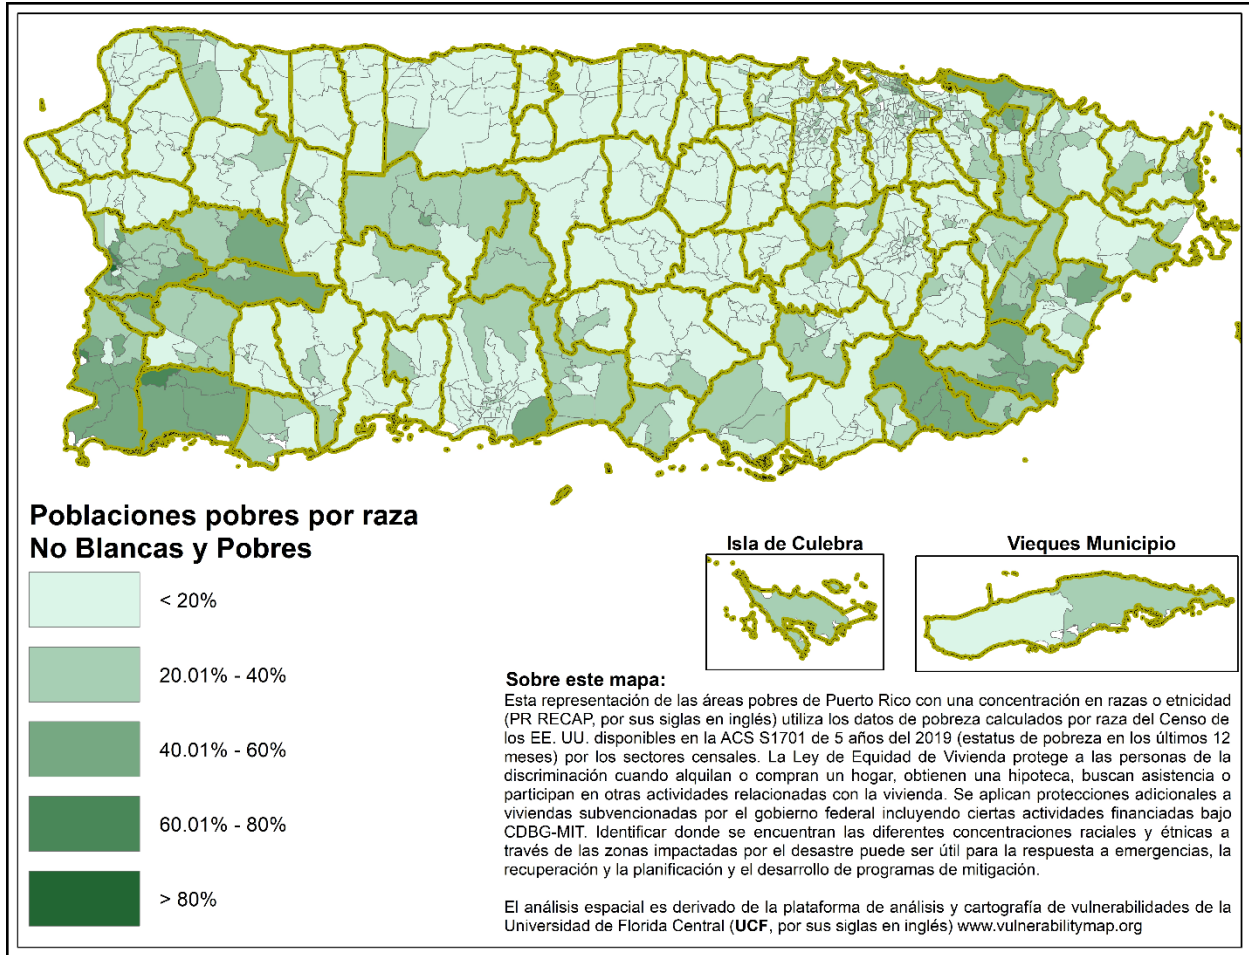 Poblaciones pobres por raza
No Blancas y Pobres
< 20%
20.01% - 40%
40.01% - 60%
60.01% - 80%
> 80%
Isla de Culebra
Vieques Municipio
Sobre este mapa:
Esta representación de las áreas pobres de Puerto Rico con una concentración en razas o etnicidad
(PR RECAP, por sus siglas en inglés) utiliza los datos de pobreza calculados por raza del Censo de
los EE. UU. disponibles en la ACS S1701 de 5 años del 2019 (estatus de pobreza en los últimos 12
meses) por los sectores censales. La Ley de Equidad de Vivienda protege a las personas de la
discriminación cuando alquilan o compran un hogar, obtienen una hipoteca, buscan asistencia o
participan en otras actividades relacionadas con la vivienda. Se aplican protecciones adicionales a
viviendas subvencionadas por el gobierno federal incluyendo ciertas actividades financiadas bajo
CDBG-MIT. Identificar donde se encuentran las diferentes concentraciones raciales y étnicas a
través de las zonas impactadas por el desastre puede ser útil para la respuesta a emergencias, la
recuperación y la planificación y el desarrollo de programas de mitigación.
El análisis espacial es derivado de la plataforma de análisis y cartografía de vulnerabilidades de la
Universidad de Florida Central (UCF, por sus siglas en inglés) www.vulnerabilitymap.org